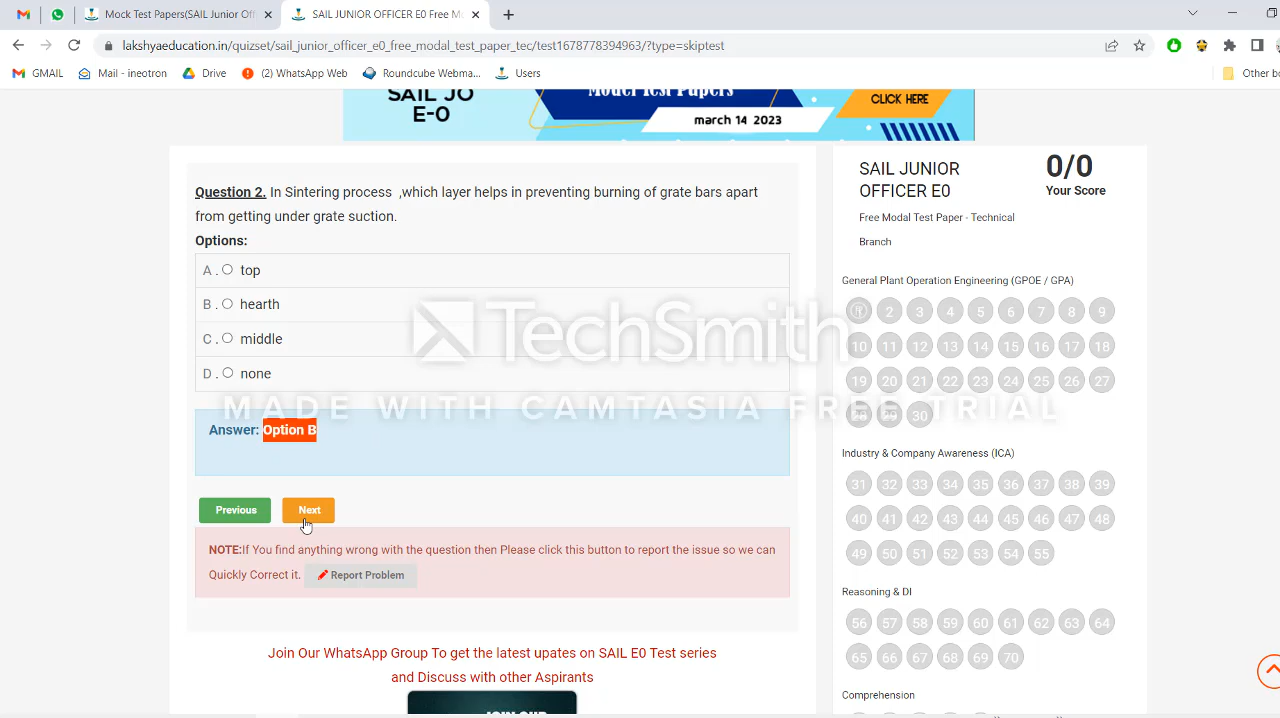 Mock Test Papers(SAIL Junior Off
SAIL JUNIOR OFFICER E0 Free M
lakshyaeducation.in/quizset/sail_junior_officer_e0_free_modal_test_paper_tec/test1678778394963/?type=skiptest
GMAIL
Mail - ineotron
Drive
(2) WhatsApp Web
Roundcube Webma...
Users
Other bo
SAIL JO
E-0
Model Test Papers
march 14 2023
CLICK HERE
Question 2. In Sintering process ,which layer helps in preventing burning of grate bars apart
from getting under grate suction.
Options:
A . top
B . hearth
C . middle
D . none
Answer: Option B
Previous
Next
NOTE:If You find anything wrong with the question then Please click this button to report the issue so we can
Quickly Correct it. Report Problem
Join Our WhatsApp Group To get the latest upates on SAIL E0 Test series
and Discuss with other Aspirants
JOIN OUR
TechSmith
MADE WITH CAMTASIA FREE TRIAL
SAIL JUNIOR
OFFICER E0
0/0
Your Score
Free Modal Test Paper - Technical
Branch
General Plant Operation Engineering (GPOE / GPA)
2 3 4 5 6 7 8 9
10 11 12 13 14 15 16 17 18
19 20 21 22 23 24 25 26 27
28 29 30
Industry & Company Awareness (ICA)
31 32 33 34 35 36 37 38 39
40 41 42 43 44 45 46 47 48
49 50 51 52 53 54 55
Reasoning & DI
56 57 58 59 60 61 62 63 64
65 66 67 68 69 70
Comprehension